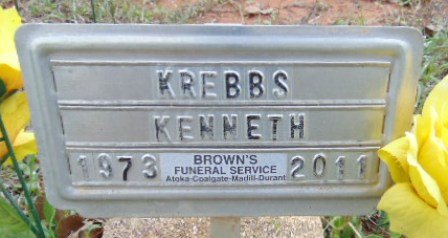 KREBBS
KENNETH
1973 BROWN'S FUNERAL SERVICE Atoka-Coalgate-Madill-Durant 2011